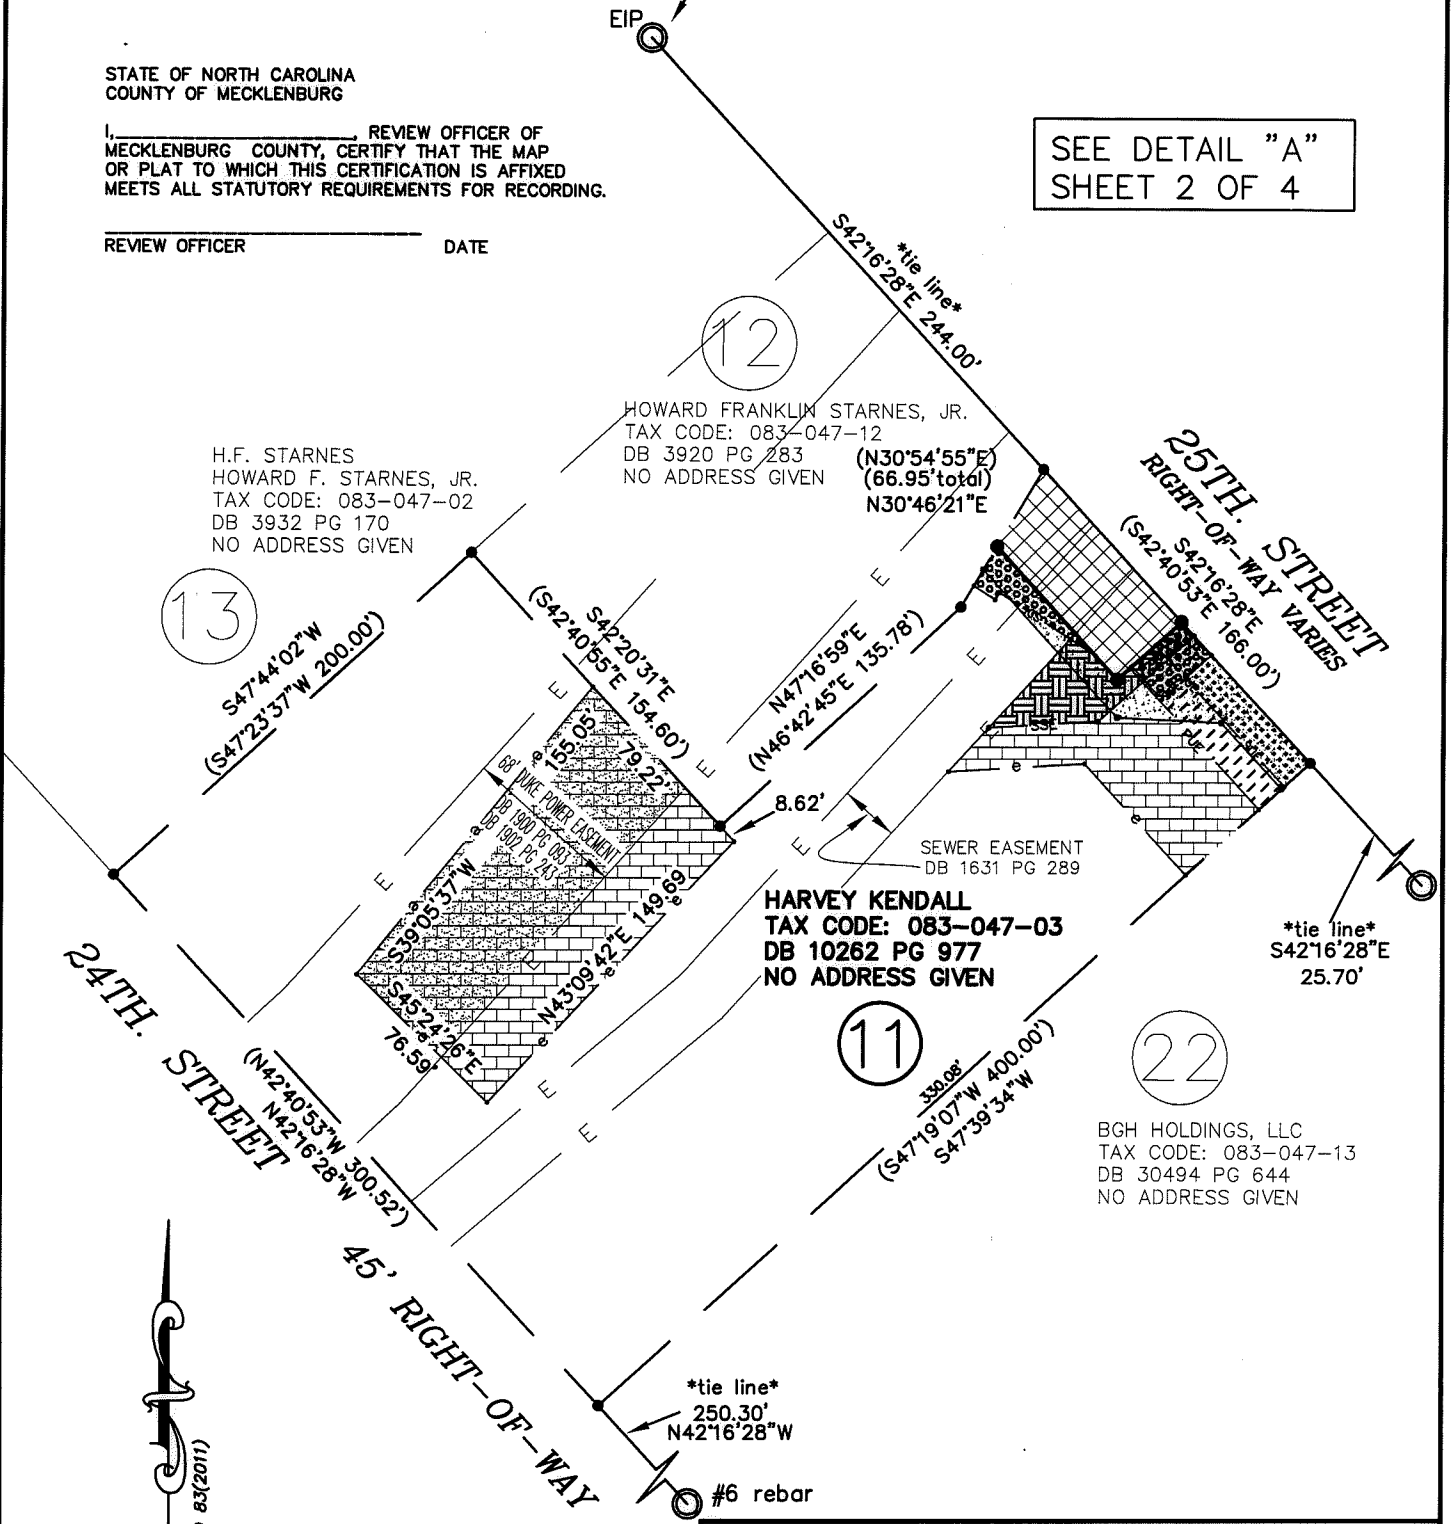 EIP
STATE OF NORTH CAROLINA
COUNTY OF MECKLENBURG
I,____________________, REVIEW OFFICER OF
MECKLENBURG COUNTY, CERTIFY THAT THE MAP
OR PLAT TO WHICH THIS CERTIFICATION IS AFFIXED
MEETS ALL STATUTORY REQUIREMENTS FOR RECORDING.
REVIEW OFFICER DATE
SEE DETAIL "A"
SHEET 2 OF 4
*tie line*
S42°16'28"E 244.00'
12
HOWARD FRANKLIN STARNES, JR.
TAX CODE: 083-047-12
DB 3920 PG 283
NO ADDRESS GIVEN
(N30°54'55"E)
(66.95'total)
N30°46'21"E
25TH. STREET
RIGHT-OF-WAY VARIES
S42°16'28"E
(S42°40'53"E 166.00')
H.F. STARNES
HOWARD F. STARNES, JR.
TAX CODE: 083-047-02
DB 3932 PG 170
NO ADDRESS GIVEN
13
S47°44'02"W
(S47°23'37"W 200.00')
S42°20'31"E
(S42°40'55"E 154.60')
N47°16'59"E
(N46°42'45"E 135.78')
E
E
E
E
E
E
E
E
E
E
E
SSE
PUE
SDE
e
e
155.05'
79.22'
68' DUKE POWER EASEMENT
DB 1900 PG 093
DB 1902 PG 243
S39°05'37"W
N43°09'42"E 149.69
S45°24'26"E
76.59'
e
e
e
e
e
e
e
8.62'
SEWER EASEMENT
DB 1631 PG 289
HARVEY KENDALL
TAX CODE: 083-047-03
DB 10262 PG 977
NO ADDRESS GIVEN
11
*tie line*
S42°16'28"E
25.70'
22
BGH HOLDINGS, LLC
TAX CODE: 083-047-13
DB 30494 PG 644
NO ADDRESS GIVEN
330.08'
(S47°19'07"W 400.00')
S47°39'34"W
24TH. STREET
(N42°40'53"W 300.52')
N42°16'28"W
45' RIGHT-OF-WAY
*tie line*
250.30'
N42°16'28"W
#6 rebar
83(2011)